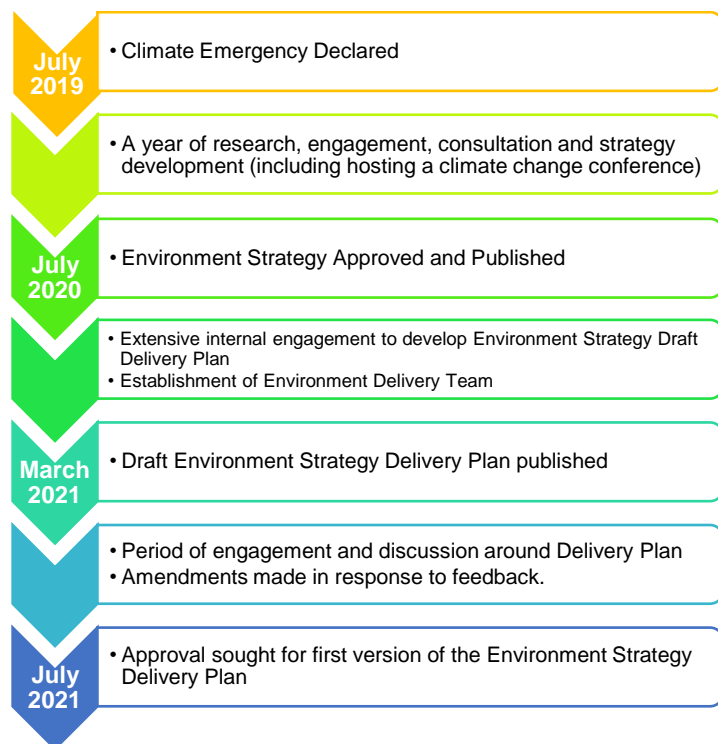 July
2019
• Climate Emergency Declared
• A year of research, engagement, consultation and strategy
development (including hosting a climate change conference)
July
2020
• Environment Strategy Approved and Published
• Extensive internal engagement to develop Environment Strategy Draft
Delivery Plan
• Establishment of Environment Delivery Team
March
2021
• Draft Environment Strategy Delivery Plan published
• Period of engagement and discussion around Delivery Plan
• Amendments made in response to feedback.
July
2021
• Approval sought for first version of the Environment Strategy
Delivery Plan